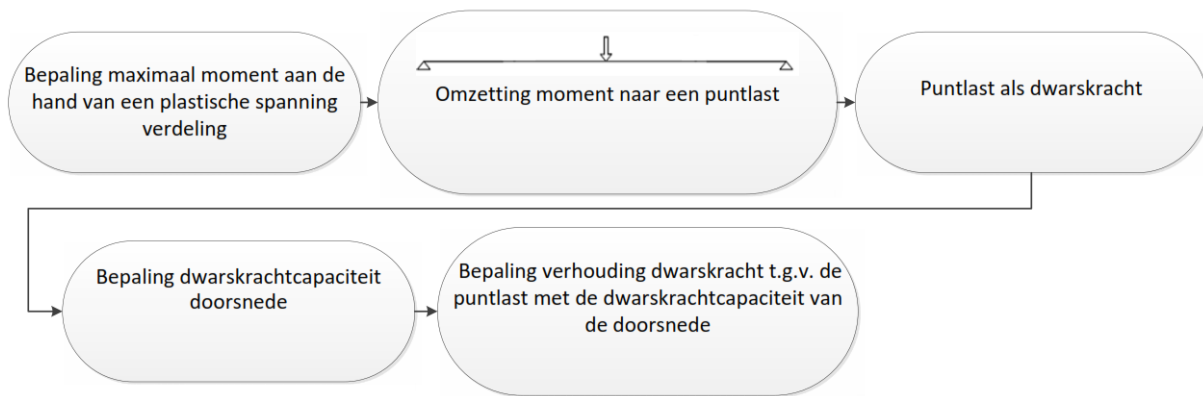 Bepaling maximaal moment aan de
hand van een plastische spanning
verdeling
Omzetting moment naar een puntlast
Puntlast als dwarskracht
Bepaling dwarskrachtcapaciteit
doorsnede
Bepaling verhouding dwarskracht t.g.v. de
puntlast met de dwarskrachtcapaciteit van
de doorsnede